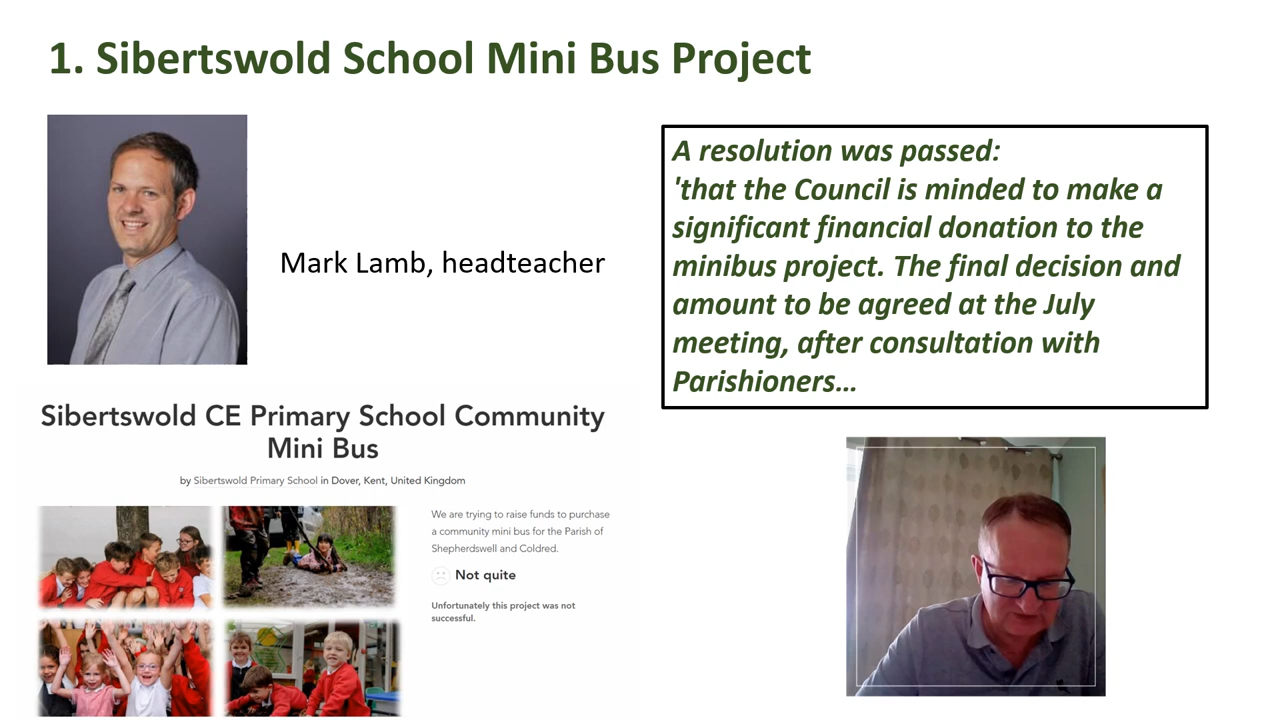 1. Sibertswold School Mini Bus Project
Mark Lamb, headteacher
A resolution was passed:
'that the Council is minded to make a
significant financial donation to the
minibus project. The final decision and
amount to be agreed at the July
meeting, after consultation with
Parishioners…
Sibertswold CE Primary School Community
Mini Bus
by Sibertswold Primary School in Dover, Kent, United Kingdom
We are trying to raise funds to purchase
a community mini bus for the Parish of
Shepherdswell and Coldred.
Not quite
Unfortunately this project was not
successful.